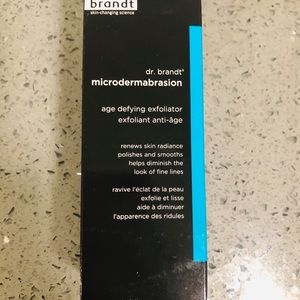 brandt
skin-changing science
dr. brandt®
microdermabrasion
age defying exfoliator
exfoliant anti-âge
renews skin radiance
polishes and smooths
helps diminish the
look of fine lines
ravive l'éclat de la peau
exfolie et lisse
aide à diminuer
l'apparence des ridules